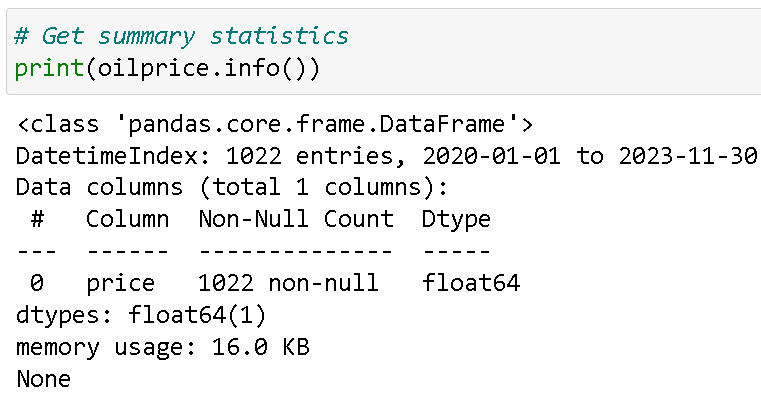 # Get summary statistics
print(oilprice.info())
<class 'pandas.core.frame.DataFrame'>
DatetimeIndex: 1022 entries, 2020-01-01 to 2023-11-30
Data columns (total 1 columns):
 #   Column  Non-Null Count  Dtype
---  ------  --------------  -----
 0   price   1022 non-null   float64
dtypes: float64(1)
memory usage: 16.0 KB
None